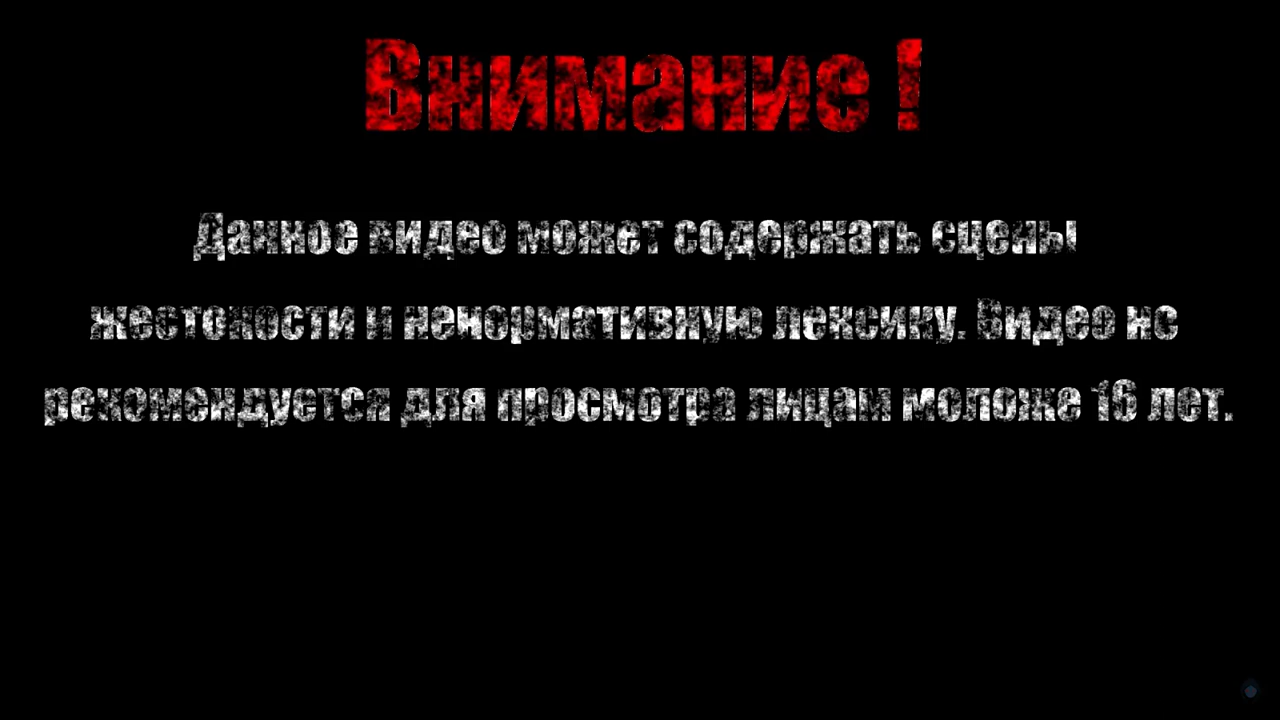 Внимание !
Данное видео может содержать сцены
жестокости и ненормативную лексику. Видео не
рекомендуется для просмотра лицам моложе 16 лет.